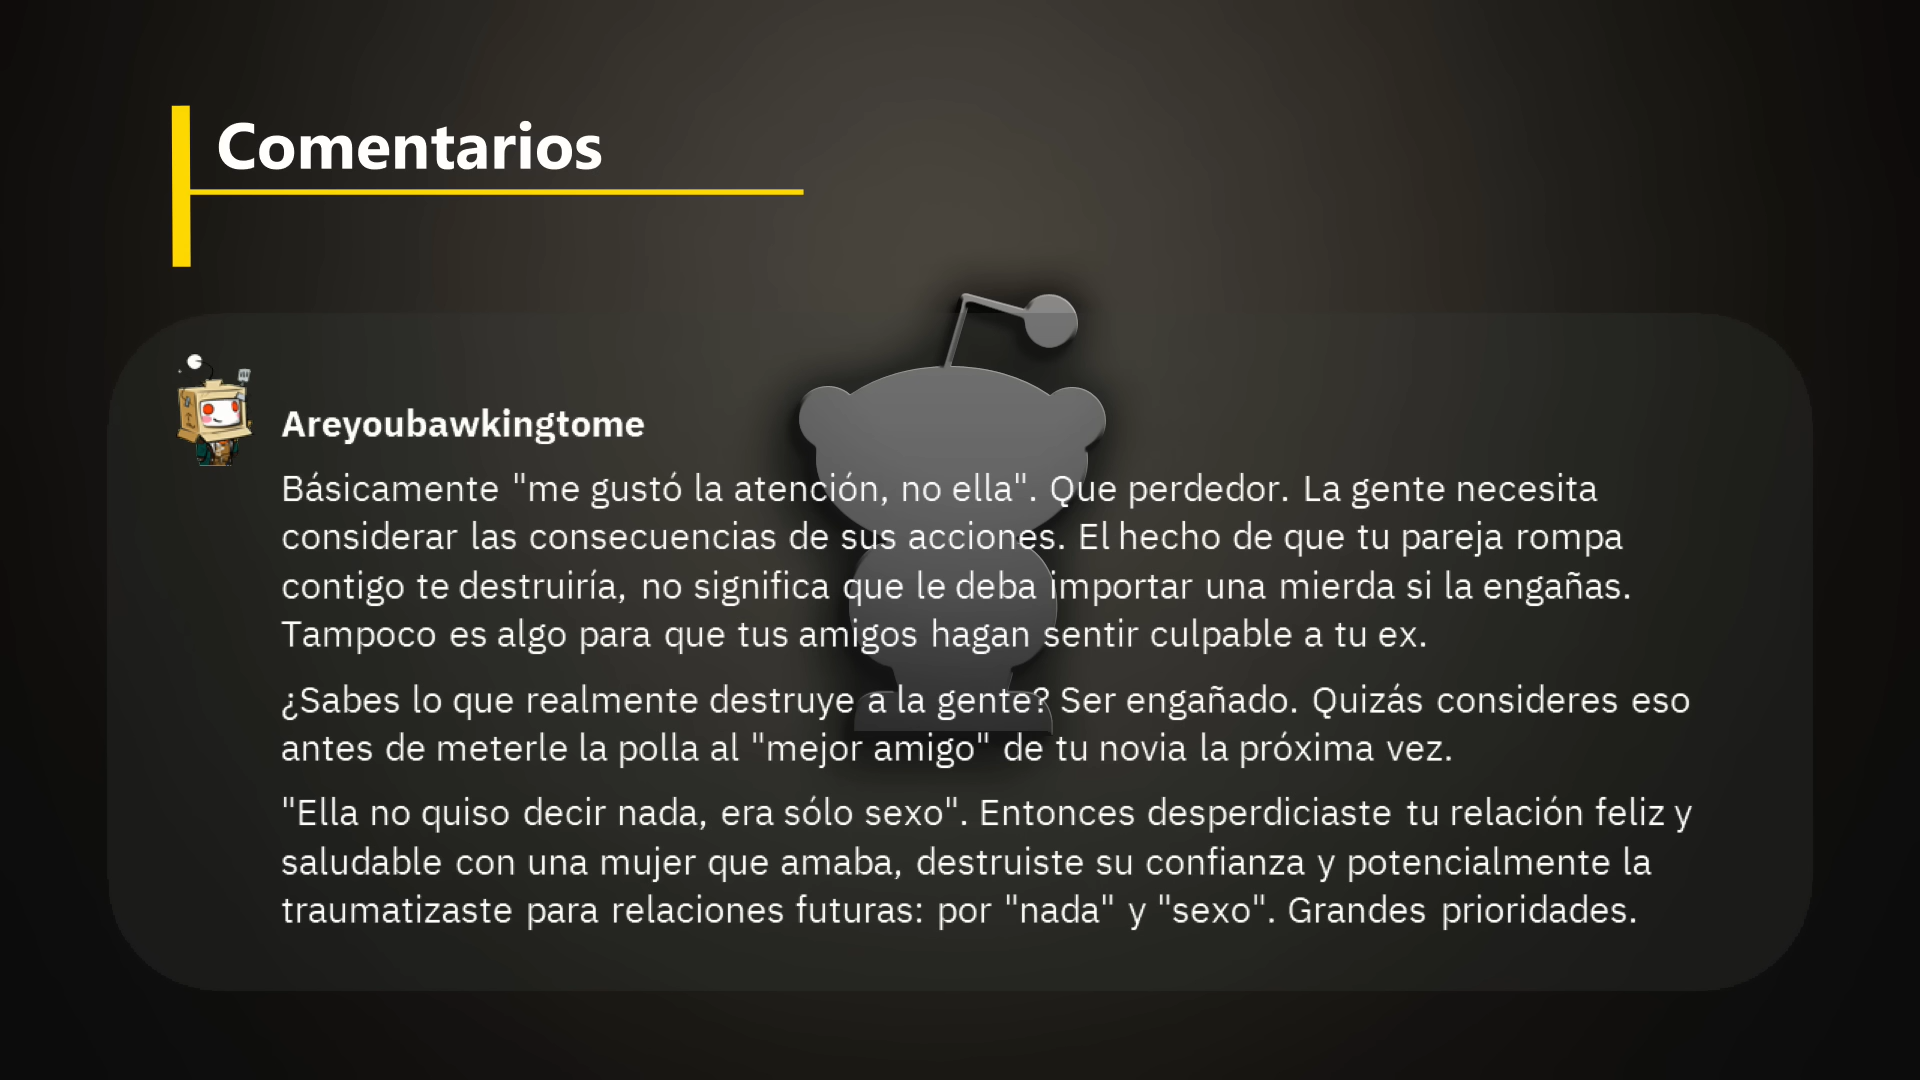 Comentarios
Areyoubawkingtome
Básicamente "me gustó la atención, no ella". Que perdedor. La gente necesita
considerar las consecuencias de sus acciones. El hecho de que tu pareja rompa
contigo te destruiría, no significa que le deba importar una mierda si la engañas.
Tampoco es algo para que tus amigos hagan sentir culpable a tu ex.
¿Sabes lo que realmente destruye a la gente? Ser engañado. Quizás consideres eso
antes de meterle la polla al "mejor amigo" de tu novia la próxima vez.
"Ella no quiso decir nada, era sólo sexo". Entonces desperdiciaste tu relación feliz y
saludable con una mujer que amaba, destruiste su confianza y potencialmente la
traumatizaste para relaciones futuras: por "nada" y "sexo". Grandes prioridades.